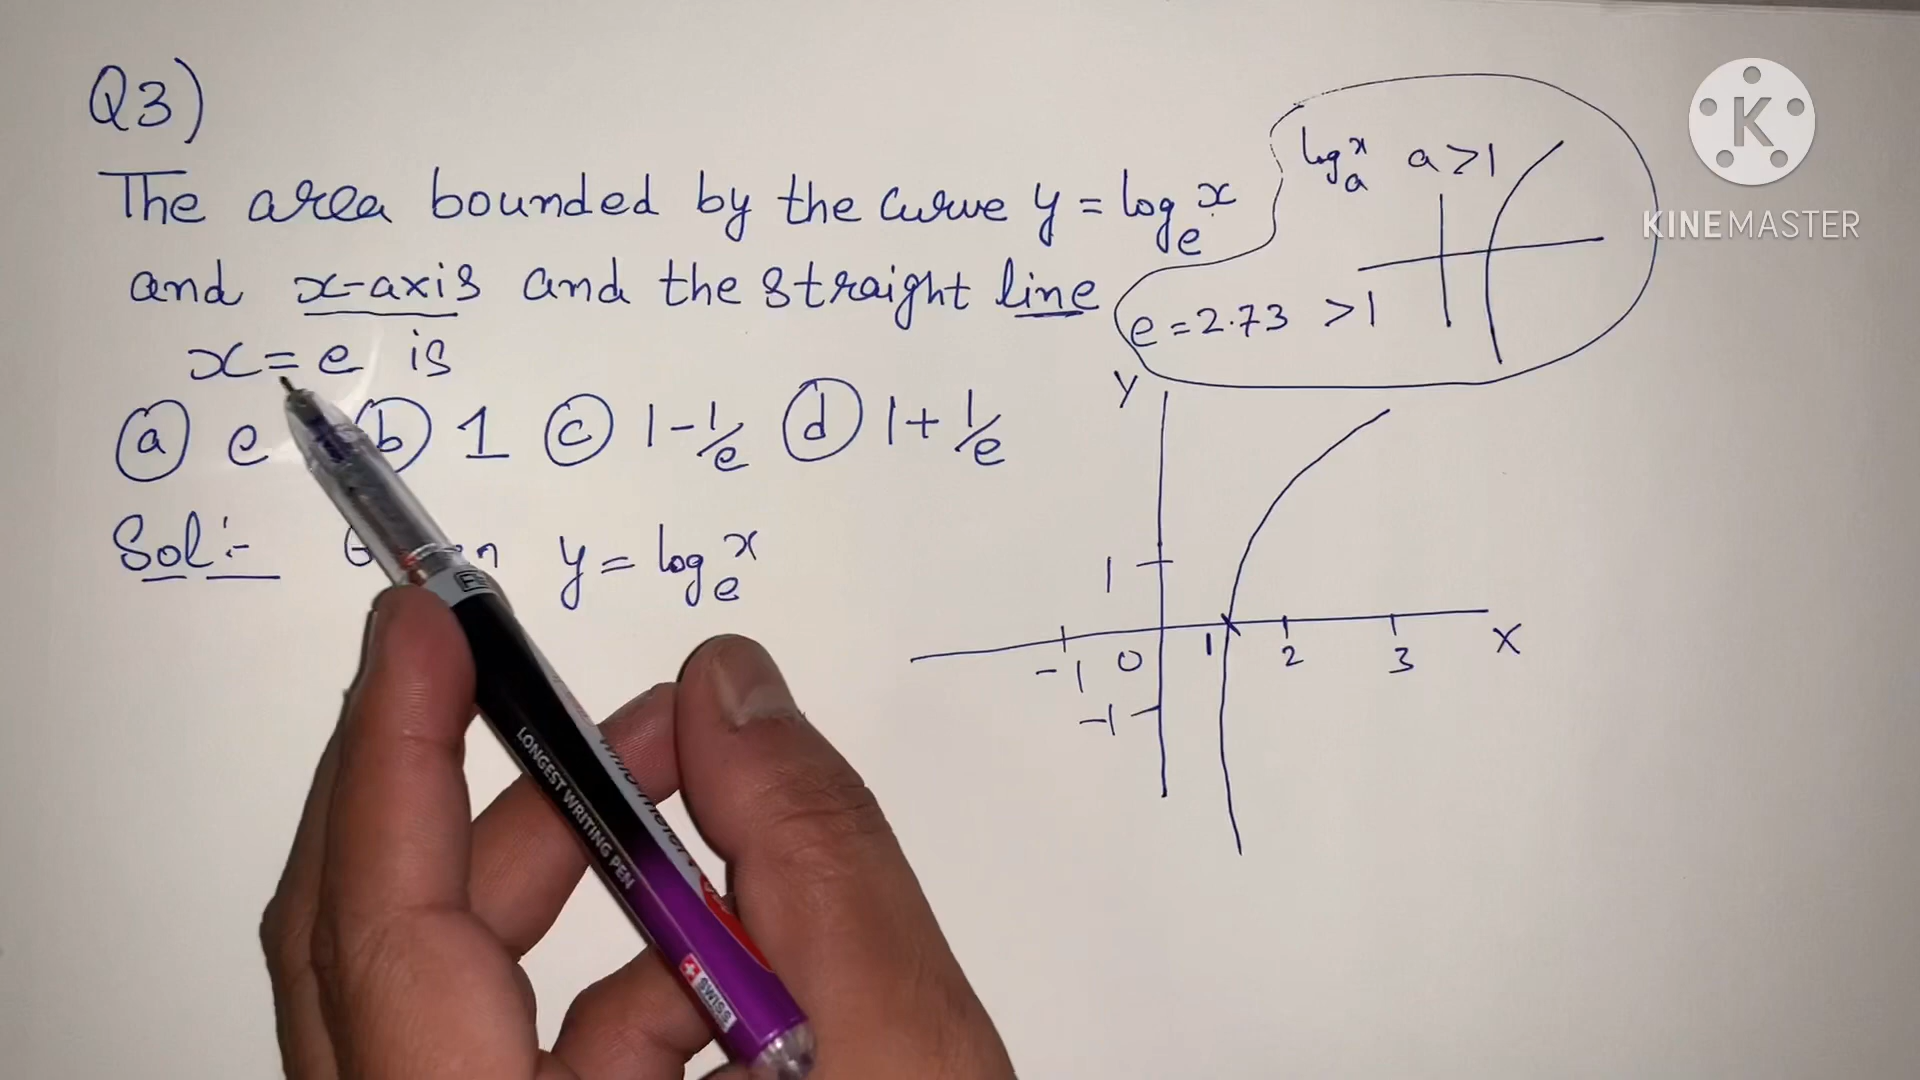 Q3)
The area bounded by the curve y = logₑx
and x-axis and the straight line
x = e is
(a) e (b) 1 (c) 1 - 1/e (d) 1 + 1/e
Sol:- y = logₑx
logₐx a > 1
e = 2.73 > 1
Y
1
-1 0 1 2 3 X
-1
K
KINEMASTER
LONGEST WRITING PEN
SWISS